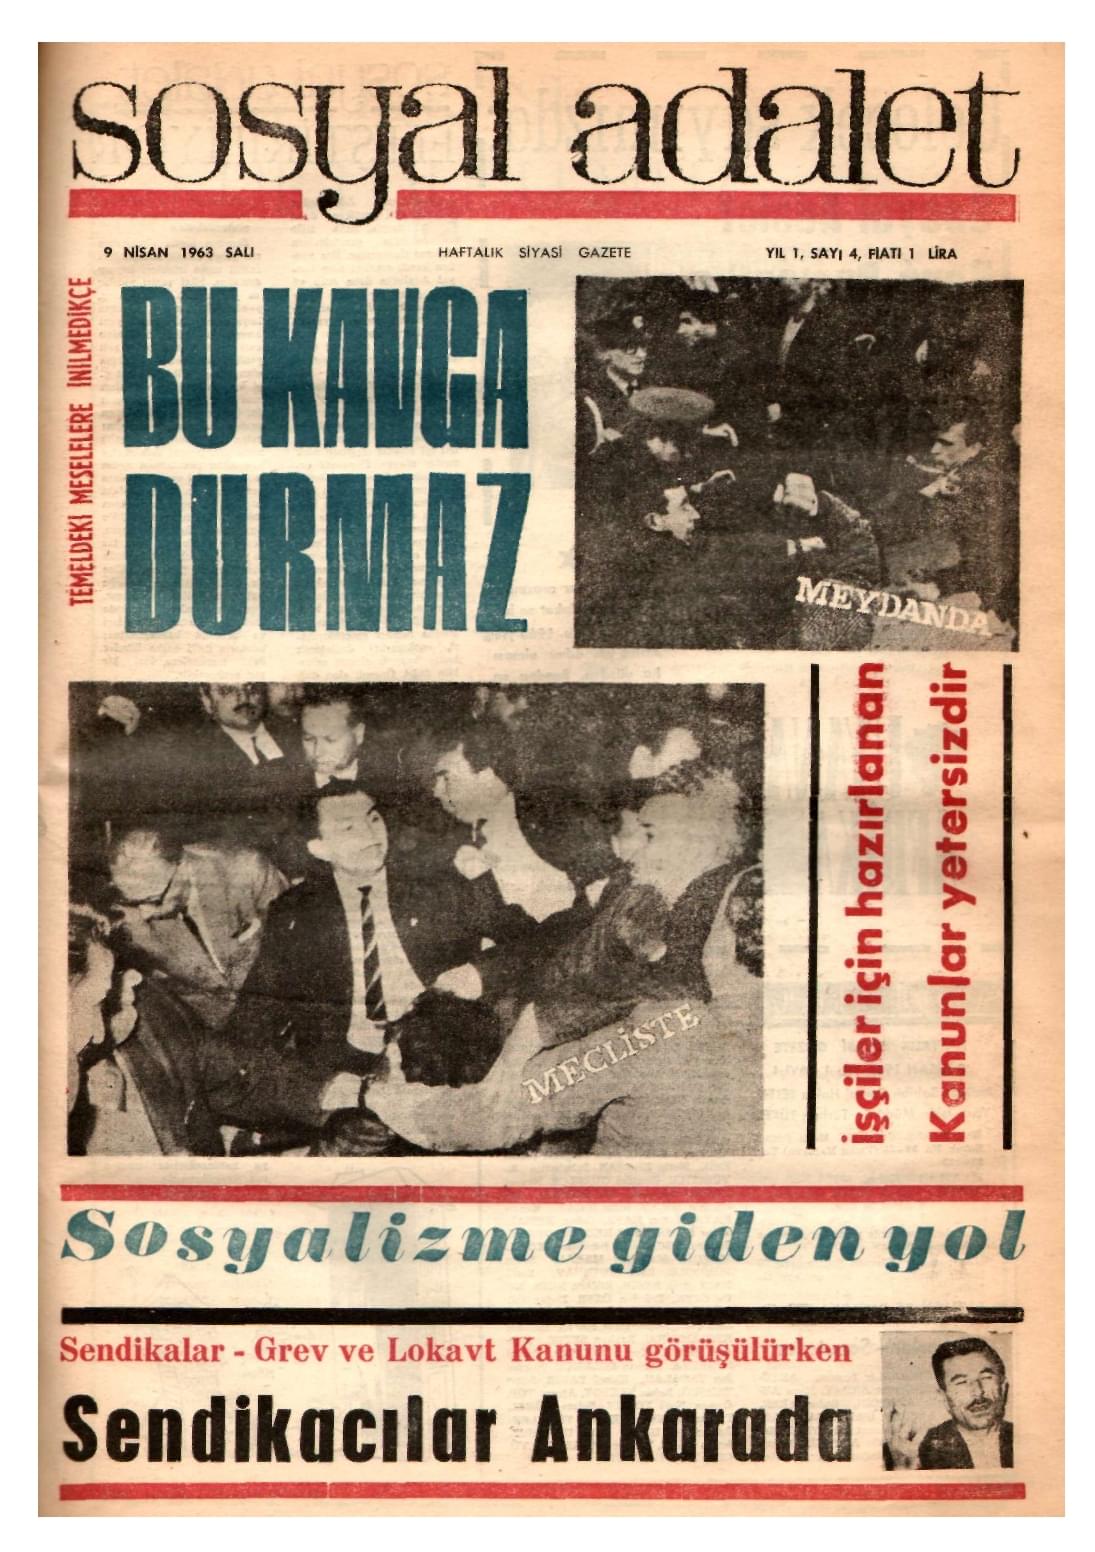 sosyal adalet
9 NİSAN 1963 SALI
HAFTALIK SİYASİ GAZETE
YIL 1, SAYI 4, FİATI 1 LİRA
TEMELDEKİ MESELELERE İNİLMEDİKÇE
BU KAVGA
DURMAZ
MEYDANDA
MECLİSTE
işçiler için hazırlanan
Kanunlar yetersizdir
Sosyalizme giden yol
Sendikalar - Grev ve Lokavt Kanunu görüşülürken
Sendikacılar Ankarada